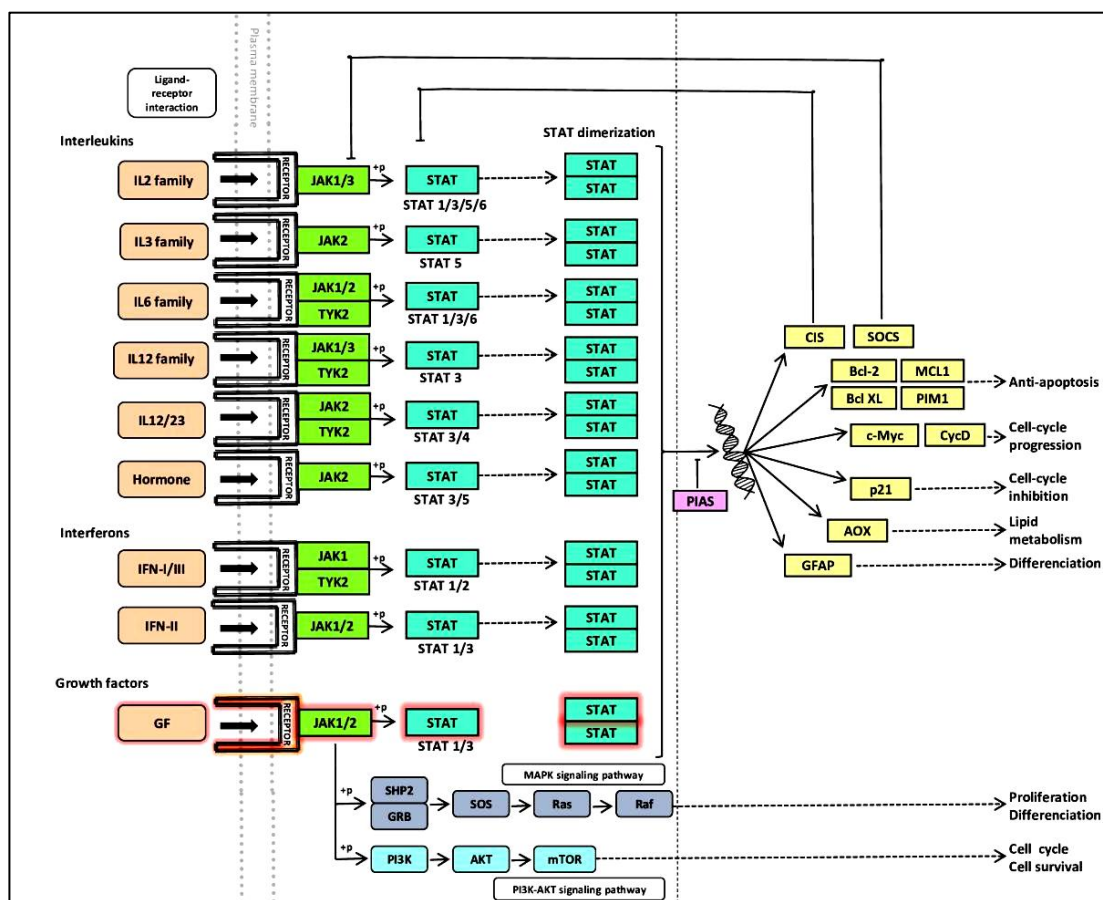 Plasma membrane
Ligand-
receptor
interaction
Interleukins
STAT dimerization
IL2 family
RECEPTOR
JAK1/3
+p
STAT
STAT 1/3/5/6
STAT
STAT
IL3 family
RECEPTOR
JAK2
+p
STAT
STAT 5
STAT
STAT
IL6 family
RECEPTOR
JAK1/2
TYK2
+p
STAT
STAT 1/3/6
STAT
STAT
IL12 family
RECEPTOR
JAK1/3
TYK2
+p
STAT
STAT 3
STAT
STAT
IL12/23
RECEPTOR
JAK2
TYK2
+p
STAT
STAT 3/4
STAT
STAT
Hormone
RECEPTOR
JAK2
+p
STAT
STAT 3/5
STAT
STAT
Interferons
IFN-I/III
RECEPTOR
JAK1
TYK2
+p
STAT
STAT 1/2
STAT
STAT
IFN-II
RECEPTOR
JAK1/2
+p
STAT
STAT 1/3
STAT
STAT
Growth factors
GF
RECEPTOR
JAK1/2
+p
STAT
STAT 1/3
STAT
STAT
PIAS
CIS
SOCS
Bcl-2
MCL1
Bcl XL
PIM1
Anti-apoptosis
c-Myc
CycD
Cell-cycle
progression
p21
Cell-cycle
inhibition
AOX
Lipid
metabolism
GFAP
Differenciation
MAPK signaling pathway
+p
SHP2
GRB
SOS
Ras
Raf
Proliferation
Differenciation
+p
PI3K
AKT
mTOR
Cell cycle
Cell survival
PI3K-AKT signaling pathway